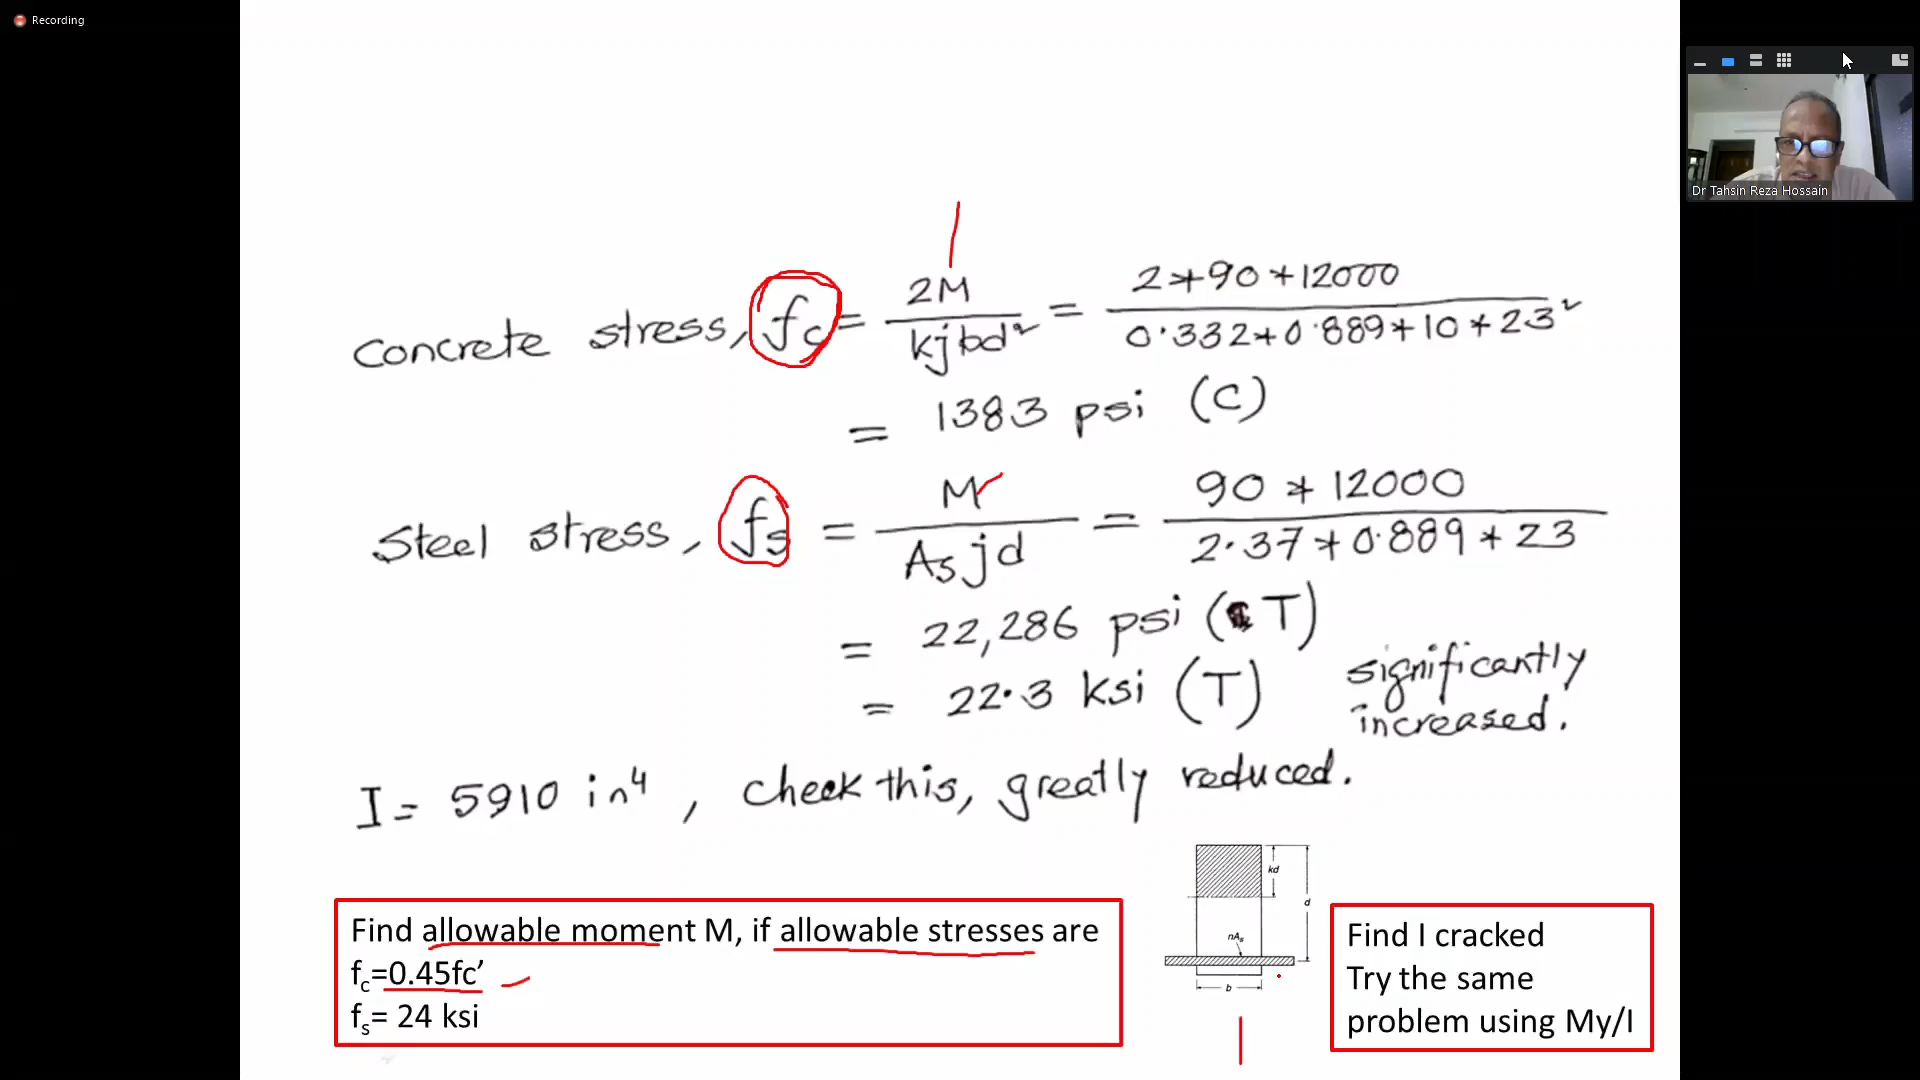 Recording
Dr Tahsin Reza Hossain
Concrete stress, fc = 2M / kjbd² = 2*90*12000 / 0.332*0.889*10*23²
= 1383 psi (C)
Steel stress, fs = M / Asjd = 90*12000 / 2.37*0.889*23
= 22,286 psi (T)
= 22.3 ksi (T) significantly increased.
I = 5910 in⁴, check this, greatly reduced.
Find allowable moment M, if allowable stresses are
fc=0.45fc’
fs= 24 ksi
kd
d
nAs
b
Find I cracked
Try the same
problem using My/I